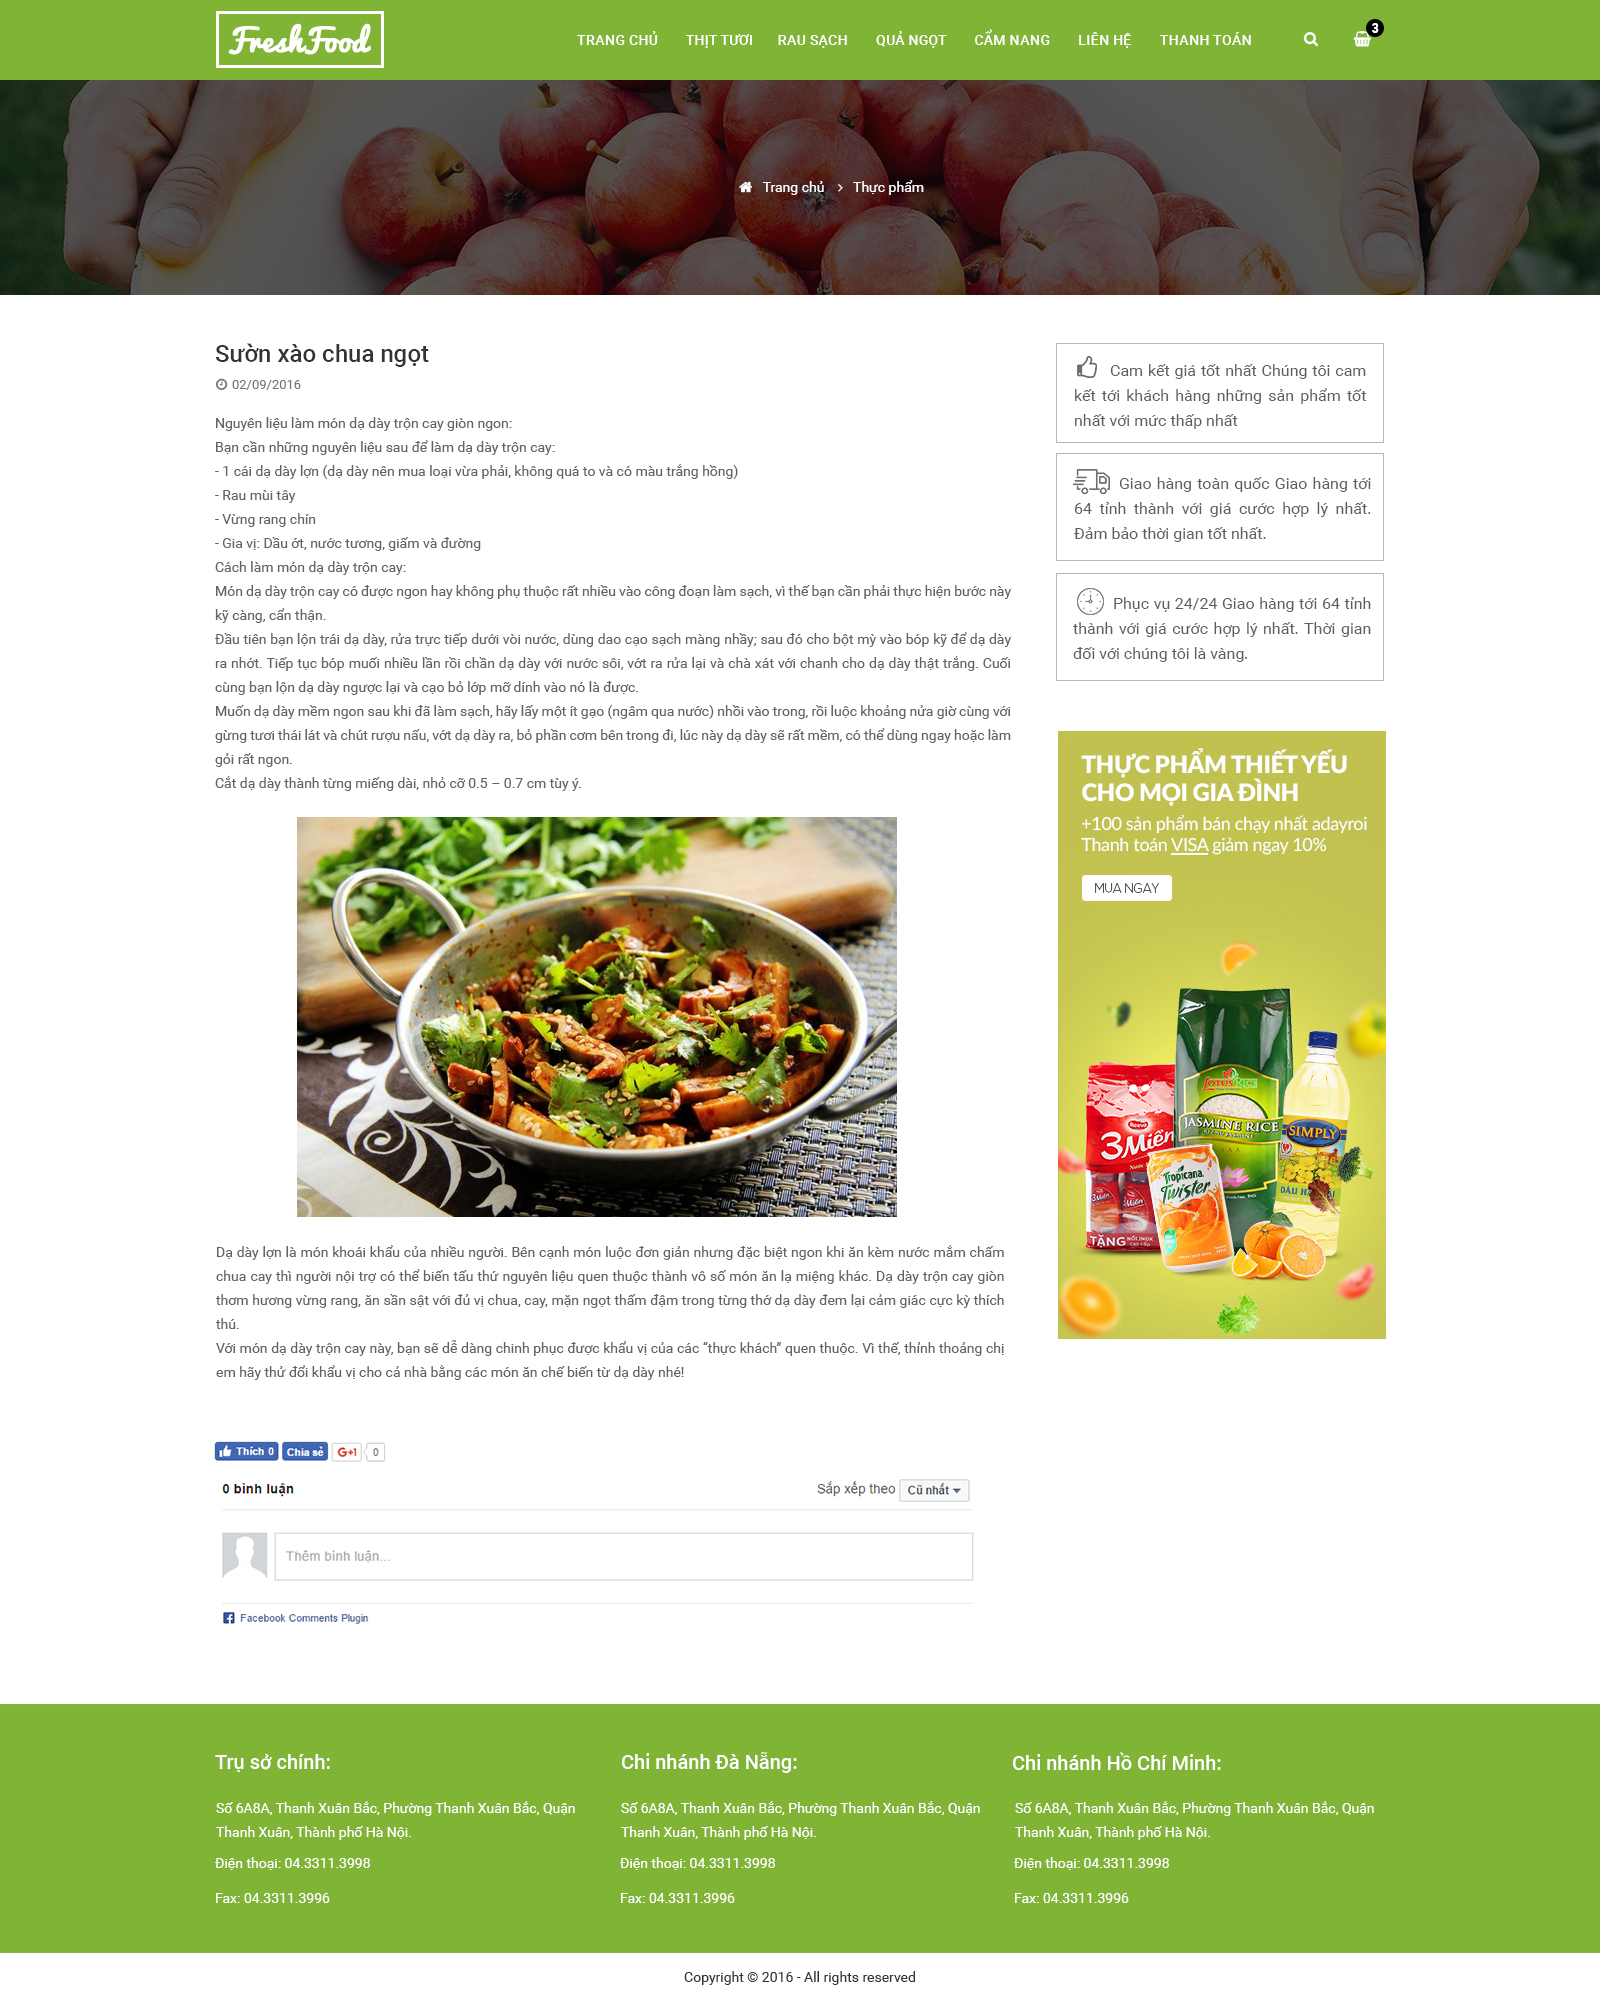 FreshFood
TRANG CHỦ THỊT TƯƠI RAU SẠCH QUẢ NGỌT CẨM NANG LIÊN HỆ THANH TOÁN 3
Trang chủ > Thực phẩm
Sườn xào chua ngọt
02/09/2016
Nguyên liệu làm món dạ dày trộn cay giòn ngon:
Bạn cần những nguyên liệu sau để làm dạ dày trộn cay:
- 1 cái dạ dày lợn (dạ dày nên mua loại vừa phải, không quá to và có màu trắng hồng)
- Rau mùi tây
- Vừng rang chín
- Gia vị: Dầu ớt, nước tương, giấm và đường
Cách làm món dạ dày trộn cay:
Món dạ dày trộn cay có được ngon hay không phụ thuộc rất nhiều vào công đoạn làm sạch, vì thế bạn cần phải thực hiện bước này
kỹ càng, cẩn thận.
Đầu tiên bạn lộn trái dạ dày, rửa trực tiếp dưới vòi nước, dùng dao cạo sạch màng nhầy; sau đó cho bột mỳ vào bóp kỹ để dạ dày
ra nhớt. Tiếp tục bóp muối nhiều lần rồi chần dạ dày với nước sôi, vớt ra rửa lại và chà xát với chanh cho dạ dày thật trắng. Cuối
cùng bạn lộn dạ dày ngược lại và cạo bỏ lớp mỡ dính vào nó là được.
Muốn dạ dày mềm ngon sau khi đã làm sạch, hãy lấy một ít gạo (ngâm qua nước) nhồi vào trong, rồi luộc khoảng nửa giờ cùng với
gừng tươi thái lát và chút rượu nấu, vớt dạ dày ra, bỏ phần cơm bên trong đi, lúc này dạ dày sẽ rất mềm, có thể dùng ngay hoặc làm
gỏi rất ngon.
Cắt dạ dày thành từng miếng dài, nhỏ cỡ 0.5 – 0.7 cm tùy ý.
Dạ dày lợn là món khoái khẩu của nhiều người. Bên cạnh món luộc đơn giản nhưng đặc biệt ngon khi ăn kèm nước mắm chấm
chua cay thì người nội trợ có thể biến tấu thứ nguyên liệu quen thuộc thành vô số món ăn lạ miệng khác. Dạ dày trộn cay giòn
thơm hương vừng rang, ăn sần sật với đủ vị chua, cay, mặn ngọt thấm đậm trong từng thớ dạ dày đem lại cảm giác cực kỳ thích
thú.
Với món dạ dày trộn cay này, bạn sẽ dễ dàng chinh phục được khẩu vị của các “thực khách” quen thuộc. Vì thế, thỉnh thoảng chị
em hãy thử đổi khẩu vị cho cả nhà bằng các món ăn chế biến từ dạ dày nhé!
Thích 0 Chia sẻ G+1 0
0 bình luận Sắp xếp theo Cũ nhất
Thêm bình luận...
Facebook Comments Plugin
Cam kết giá tốt nhất Chúng tôi cam
kết tới khách hàng những sản phẩm tốt
nhất với mức thấp nhất
Giao hàng toàn quốc Giao hàng tới
64 tỉnh thành với giá cước hợp lý nhất.
Đảm bảo thời gian tốt nhất.
Phục vụ 24/24 Giao hàng tới 64 tỉnh
thành với giá cước hợp lý nhất. Thời gian
đối với chúng tôi là vàng.
THỰC PHẨM THIẾT YẾU
CHO MỌI GIA ĐÌNH
+100 sản phẩm bán chạy nhất adayroi
Thanh toán VISA giảm ngay 10%
MUA NGAY
LOTUS RICE
JASMINE RICE
SIMPLY
Reeva
3 Miền
Tropicana
Twister
3 Miền
TẶNG
Trụ sở chính:
Số 6A8A, Thanh Xuân Bắc, Phường Thanh Xuân Bắc, Quận
Thanh Xuân, Thành phố Hà Nội.
Điện thoại: 04.3311.3998
Fax: 04.3311.3996
Chi nhánh Đà Nẵng:
Số 6A8A, Thanh Xuân Bắc, Phường Thanh Xuân Bắc, Quận
Thanh Xuân, Thành phố Hà Nội.
Điện thoại: 04.3311.3998
Fax: 04.3311.3996
Chi nhánh Hồ Chí Minh:
Số 6A8A, Thanh Xuân Bắc, Phường Thanh Xuân Bắc, Quận
Thanh Xuân, Thành phố Hà Nội.
Điện thoại: 04.3311.3998
Fax: 04.3311.3996
Copyright © 2016 - All rights reserved